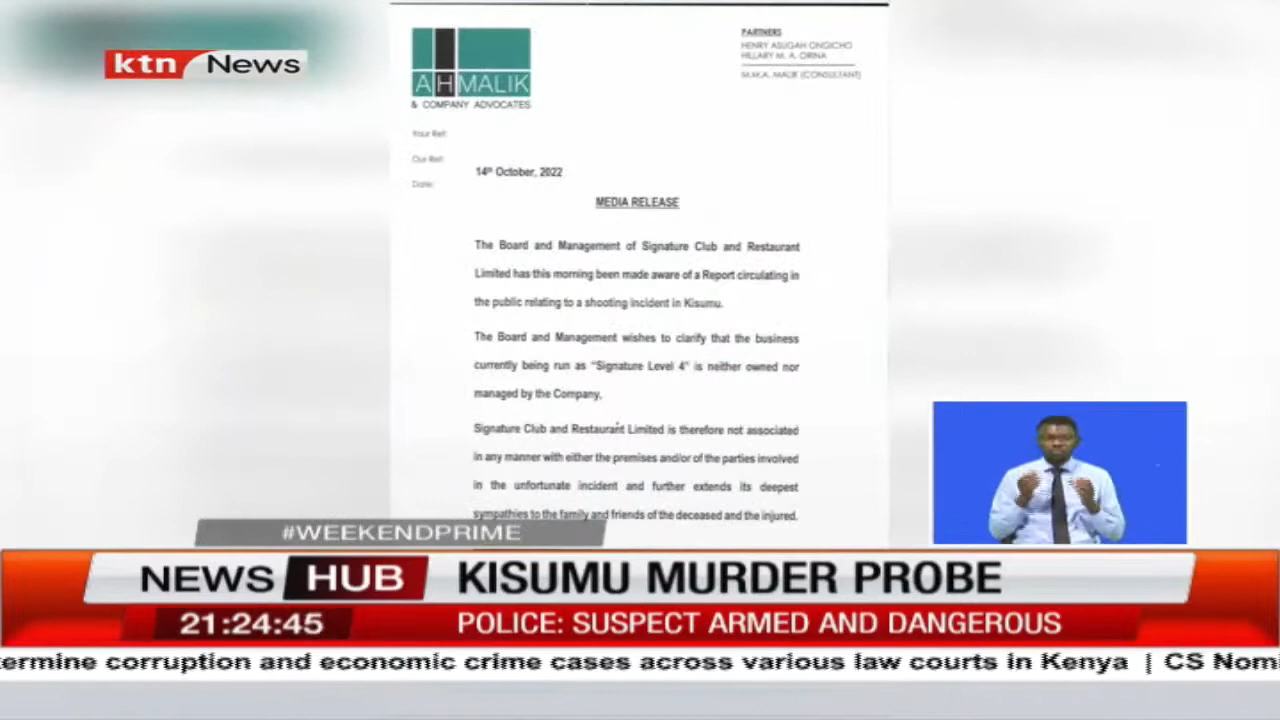 ktn News
AHMALIK
& COMPANY ADVOCATES
PARTNERS
HENRY ASUGAH ONGICHO
HILLARY M. A. ORINA
M.M.A. MALIK (CONSULTANT)
Your Ref:
Our Ref:
Date:
14th October, 2022
MEDIA RELEASE
The Board and Management of Signature Club and Restaurant
Limited has this morning been made aware of a Report circulating in
the public relating to a shooting incident in Kisumu.
The Board and Management wishes to clarify that the business
currently being run as "Signature Level 4" is neither owned nor
managed by the Company,
Signature Club and Restaurant Limited is therefore not associated
in any manner with either the premises and/or of the parties involved
in the unfortunate incident and further extends its deepest
sympathies to the family and friends of the deceased and the injured.
#WEEKENDPRIME
NEWS HUB
KISUMU MURDER PROBE
21:24:45
POLICE: SUSPECT ARMED AND DANGEROUS
termine corruption and economic crime cases across various law courts in Kenya | CS Nomi